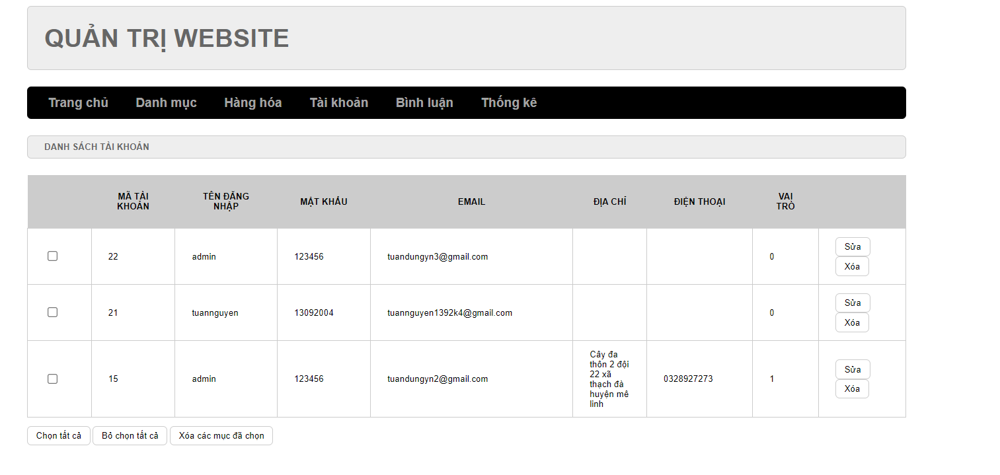 QUẢN TRỊ WEBSITE
Trang chủ Danh mục Hàng hóa Tài khoản Bình luận Thống kê
DANH SÁCH TÀI KHOẢN
MÃ TÀI KHOẢN TÊN ĐĂNG NHẬP MẬT KHẨU EMAIL ĐỊA CHỈ ĐIỆN THOẠI VAI TRÒ
22 admin 123456 tuandungyn3@gmail.com 0 Sửa
Xóa
21 tuannguyen 13092004 tuannguyen1392k4@gmail.com 0 Sửa
Xóa
15 admin 123456 tuandungyn2@gmail.com
Cây đa
thôn 2 đội
22 xã
thạch đà
huyện mê
linh
0328927273 1 Sửa
Xóa
Chọn tất cả Bỏ chọn tất cả Xóa các mục đã chọn